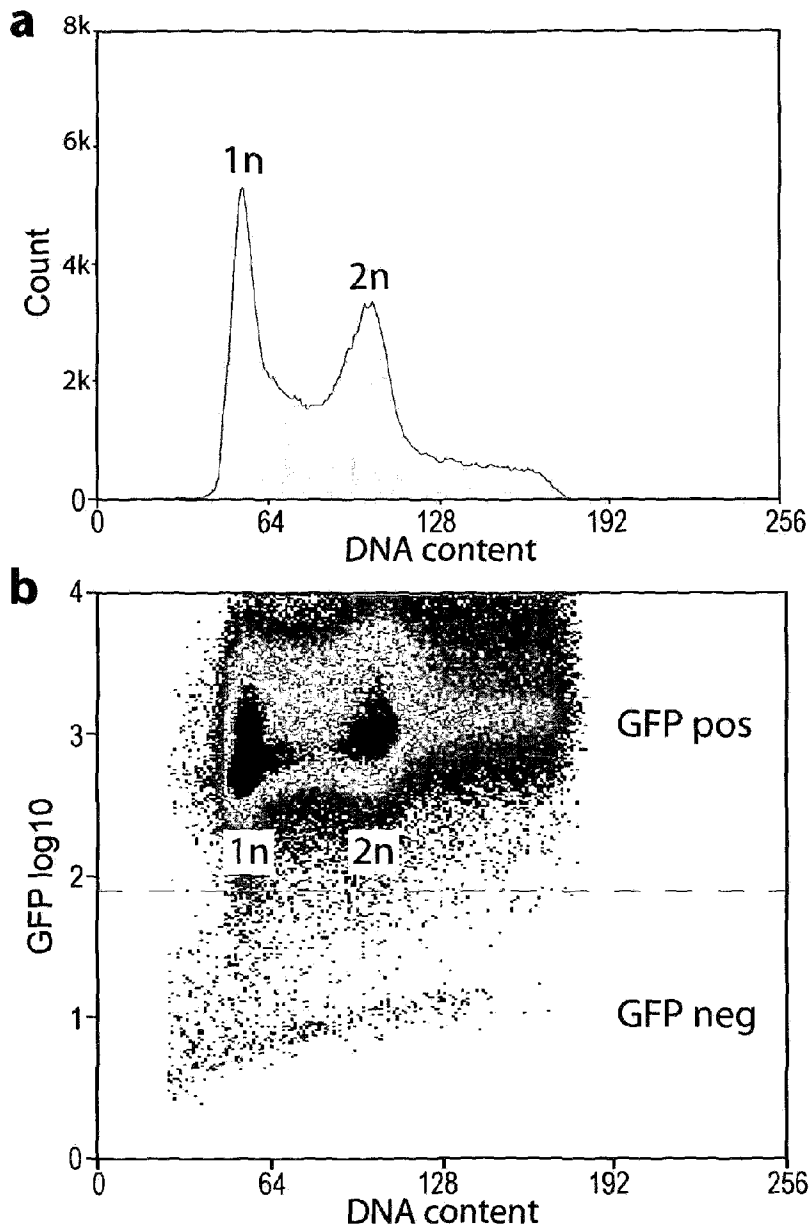 a
8k
6k
4k
2k
0
Count
1n
2n
0 64 128 192 256
DNA content
b
4
3
2
1
0
GFP log10
GFP pos
1n 2n
GFP neg
0 64 128 192 256
DNA content